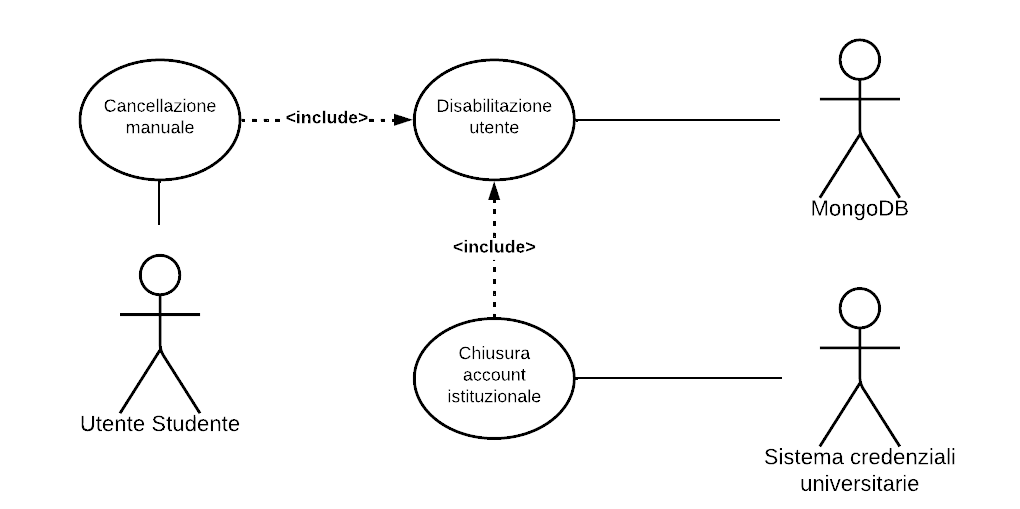 Cancellazione
manuale
<include>
Disabilitazione
utente
MongoDB
<include>
Utente Studente
Chiusura
account
istituzionale
Sistema credenziali
universitarie